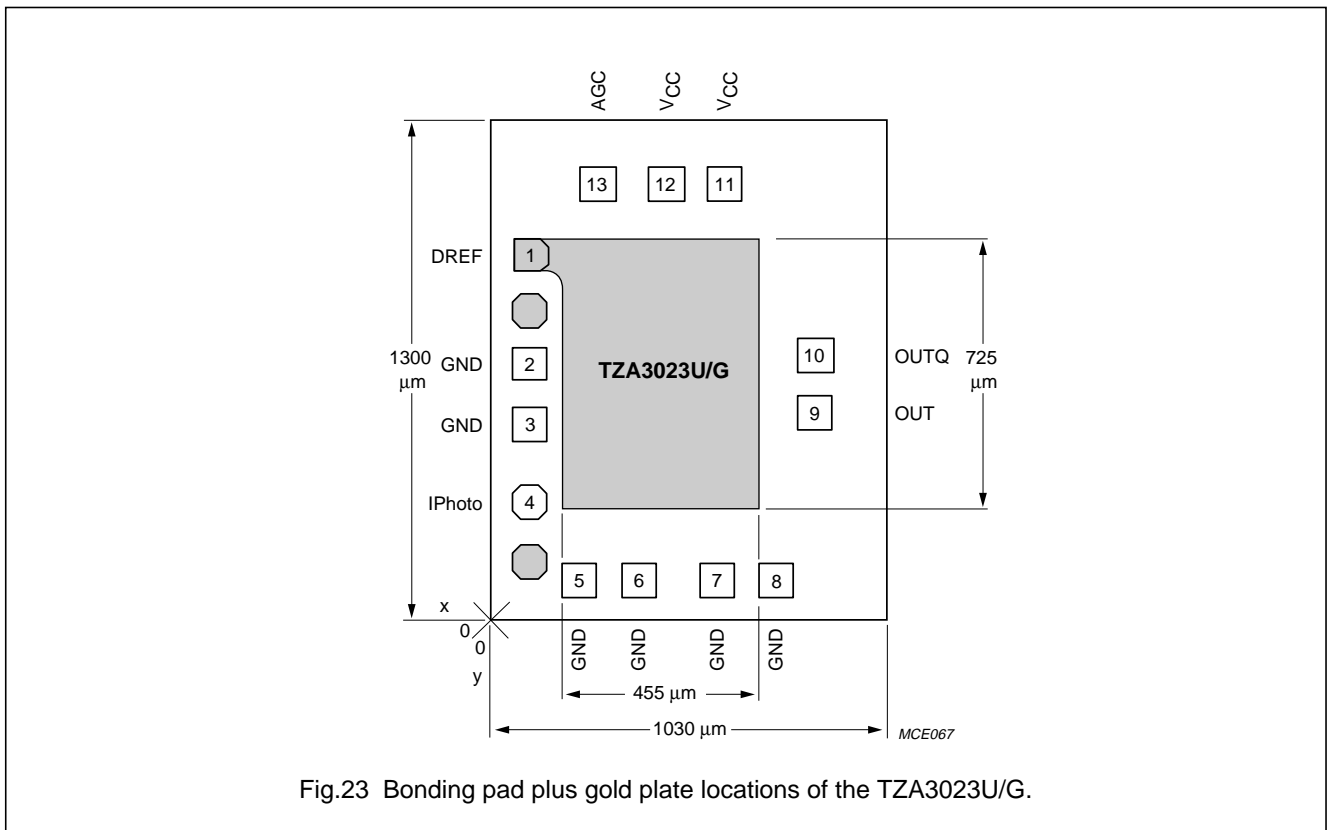 AGC
VCC
VCC
13
12
11
DREF
1
1300
μm
GND
2
TZA3023U/G
10
OUTQ
725
μm
GND
3
9
OUT
IPhoto
4
5
6
7
8
x
0
0
y
GND
GND
GND
GND
455 μm
1030 μm
MCE067
Fig.23 Bonding pad plus gold plate locations of the TZA3023U/G.